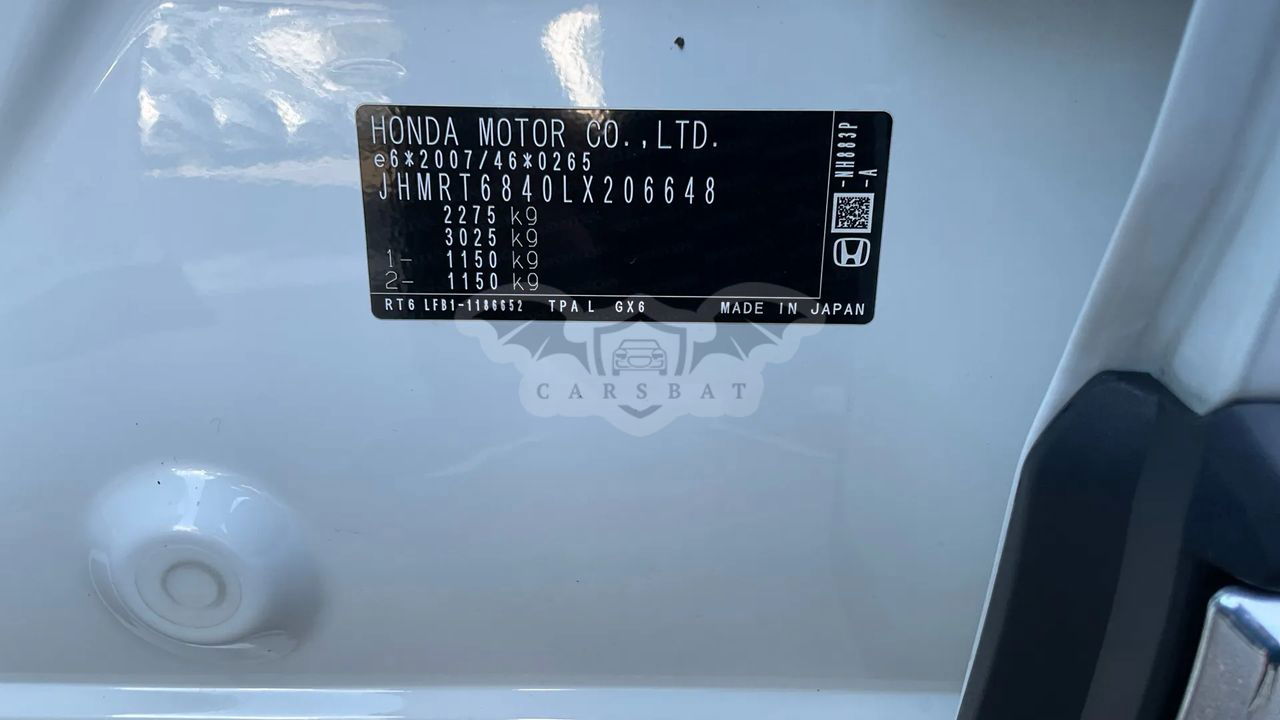 HONDA MOTOR CO.,LTD.
e6*2007/46*0265
JHMRT6840LX206648
2275 kg
3025 kg
1- 1150 kg
2- 1150 kg
RT6 LFB1-1186652 TPA L GX6 MADE IN JAPAN
-NH883P
-A
CARSBAT